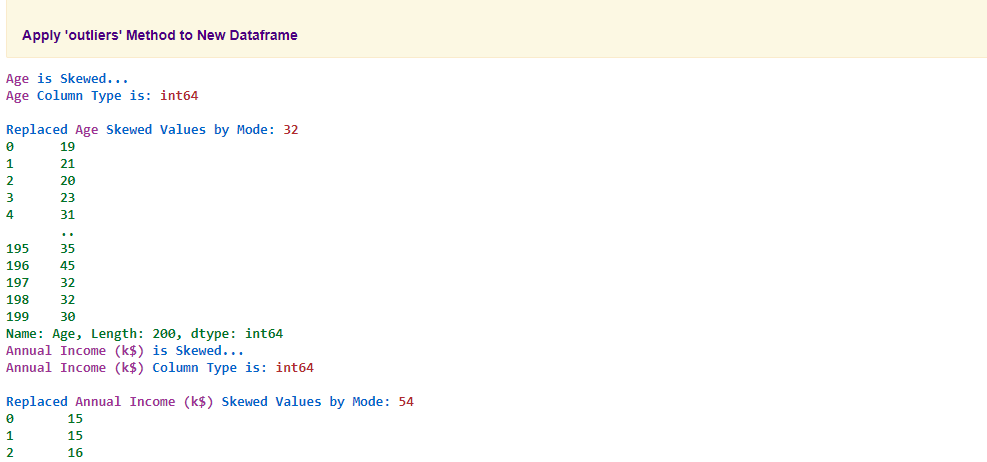 Apply 'outliers' Method to New Dataframe
Age is Skewed...
Age Column Type is: int64
Replaced Age Skewed Values by Mode: 32
0      19
1      21
2      20
3      23
4      31
       ..
195    35
196    45
197    32
198    32
199    30
Name: Age, Length: 200, dtype: int64
Annual Income (k$) is Skewed...
Annual Income (k$) Column Type is: int64
Replaced Annual Income (k$) Skewed Values by Mode: 54
0       15
1       15
2       16